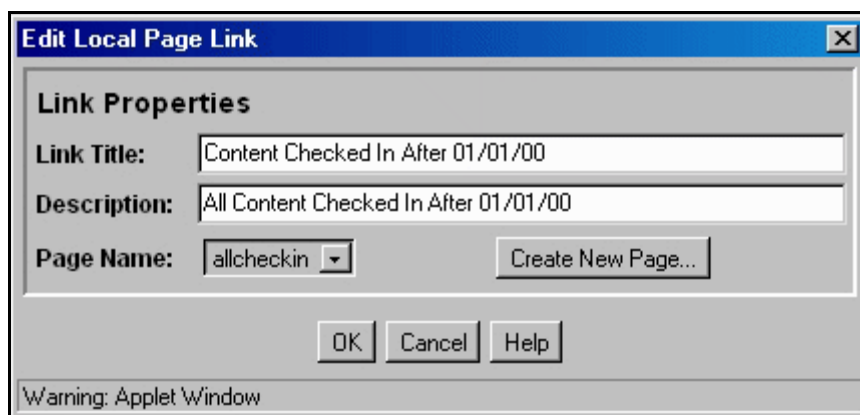 Edit Local Page Link
Link Properties
Link Title: Content Checked In After 01/01/00
Description: All Content Checked In After 01/01/00
Page Name: allcheckin Create New Page...
OK Cancel Help
Warning: Applet Window